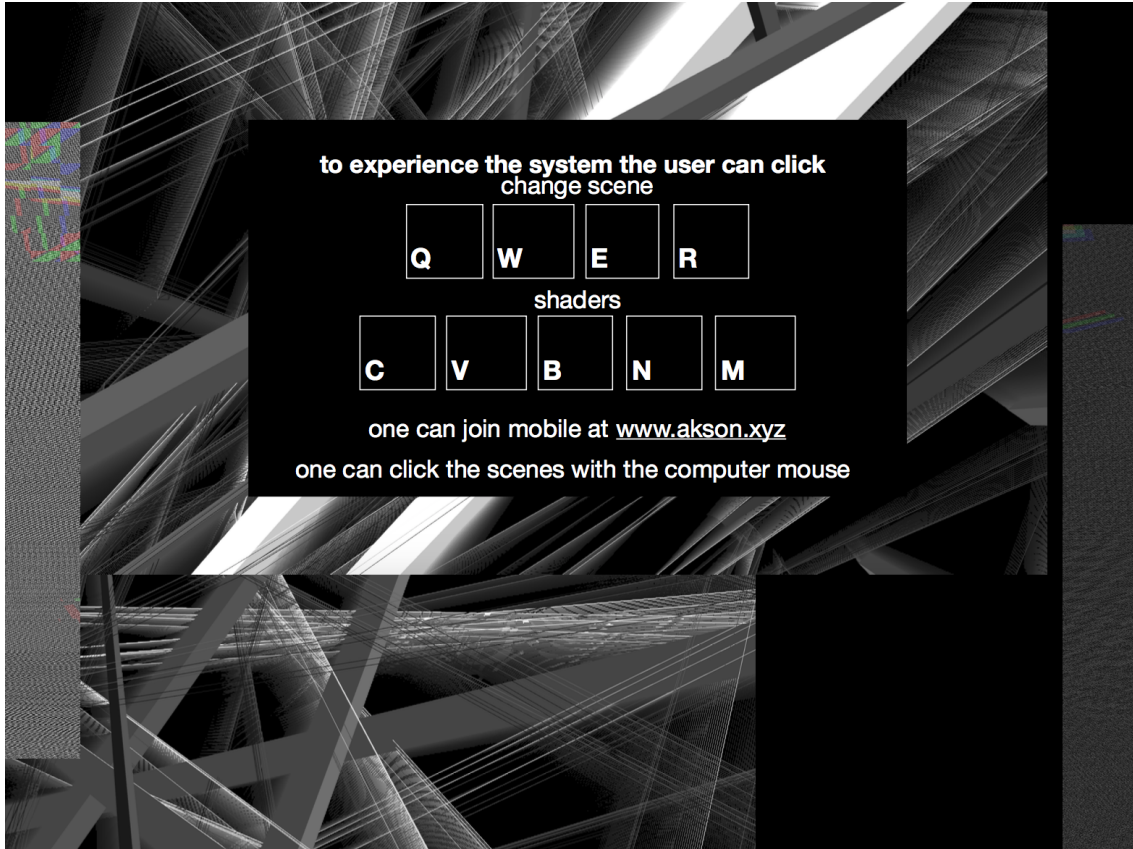 to experience the system the user can click
change scene
Q W E R
shaders
C V B N M
one can join mobile at www.akson.xyz
one can click the scenes with the computer mouse